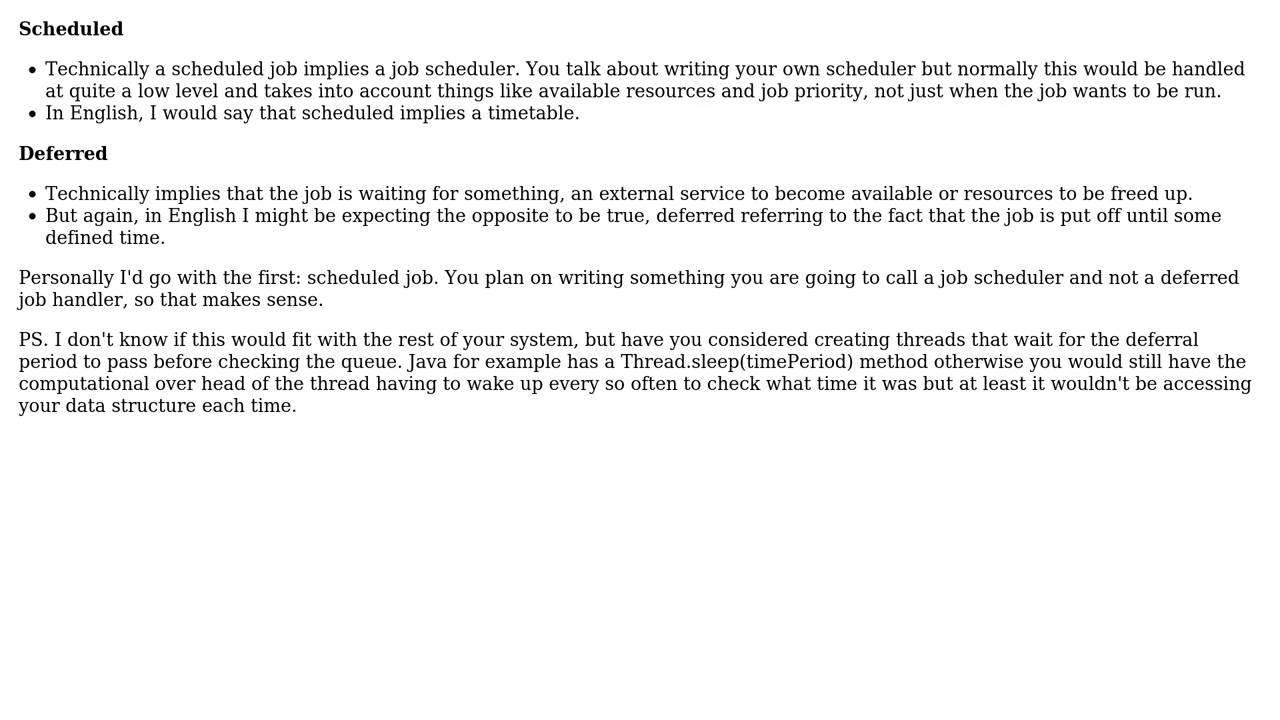 Scheduled
• Technically a scheduled job implies a job scheduler. You talk about writing your own scheduler but normally this would be handled
at quite a low level and takes into account things like available resources and job priority, not just when the job wants to be run.
• In English, I would say that scheduled implies a timetable.
Deferred
• Technically implies that the job is waiting for something, an external service to become available or resources to be freed up.
• But again, in English I might be expecting the opposite to be true, deferred referring to the fact that the job is put off until some
defined time.
Personally I'd go with the first: scheduled job. You plan on writing something you are going to call a job scheduler and not a deferred
job handler, so that makes sense.
PS. I don't know if this would fit with the rest of your system, but have you considered creating threads that wait for the deferral
period to pass before checking the queue. Java for example has a Thread.sleep(timePeriod) method otherwise you would still have the
computational over head of the thread having to wake up every so often to check what time it was but at least it wouldn't be accessing
your data structure each time.